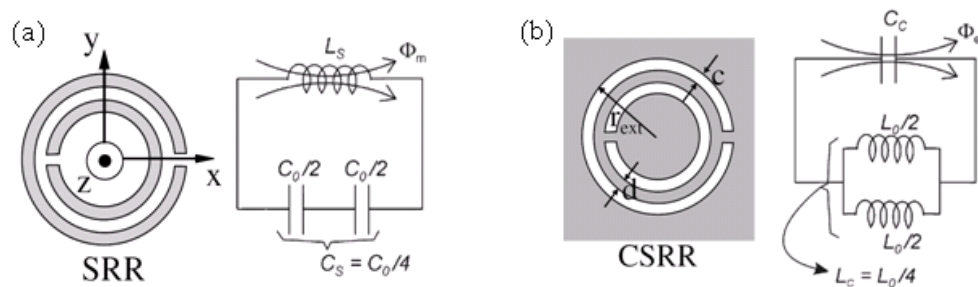 (a)
y
x
z
SRR
L_S
Φ_m
C_0/2 C_0/2
C_S = C_0/4
(b)
c
r_ext
d
CSRR
C_C
L_0/2
L_0/2
L_C = L_0/4